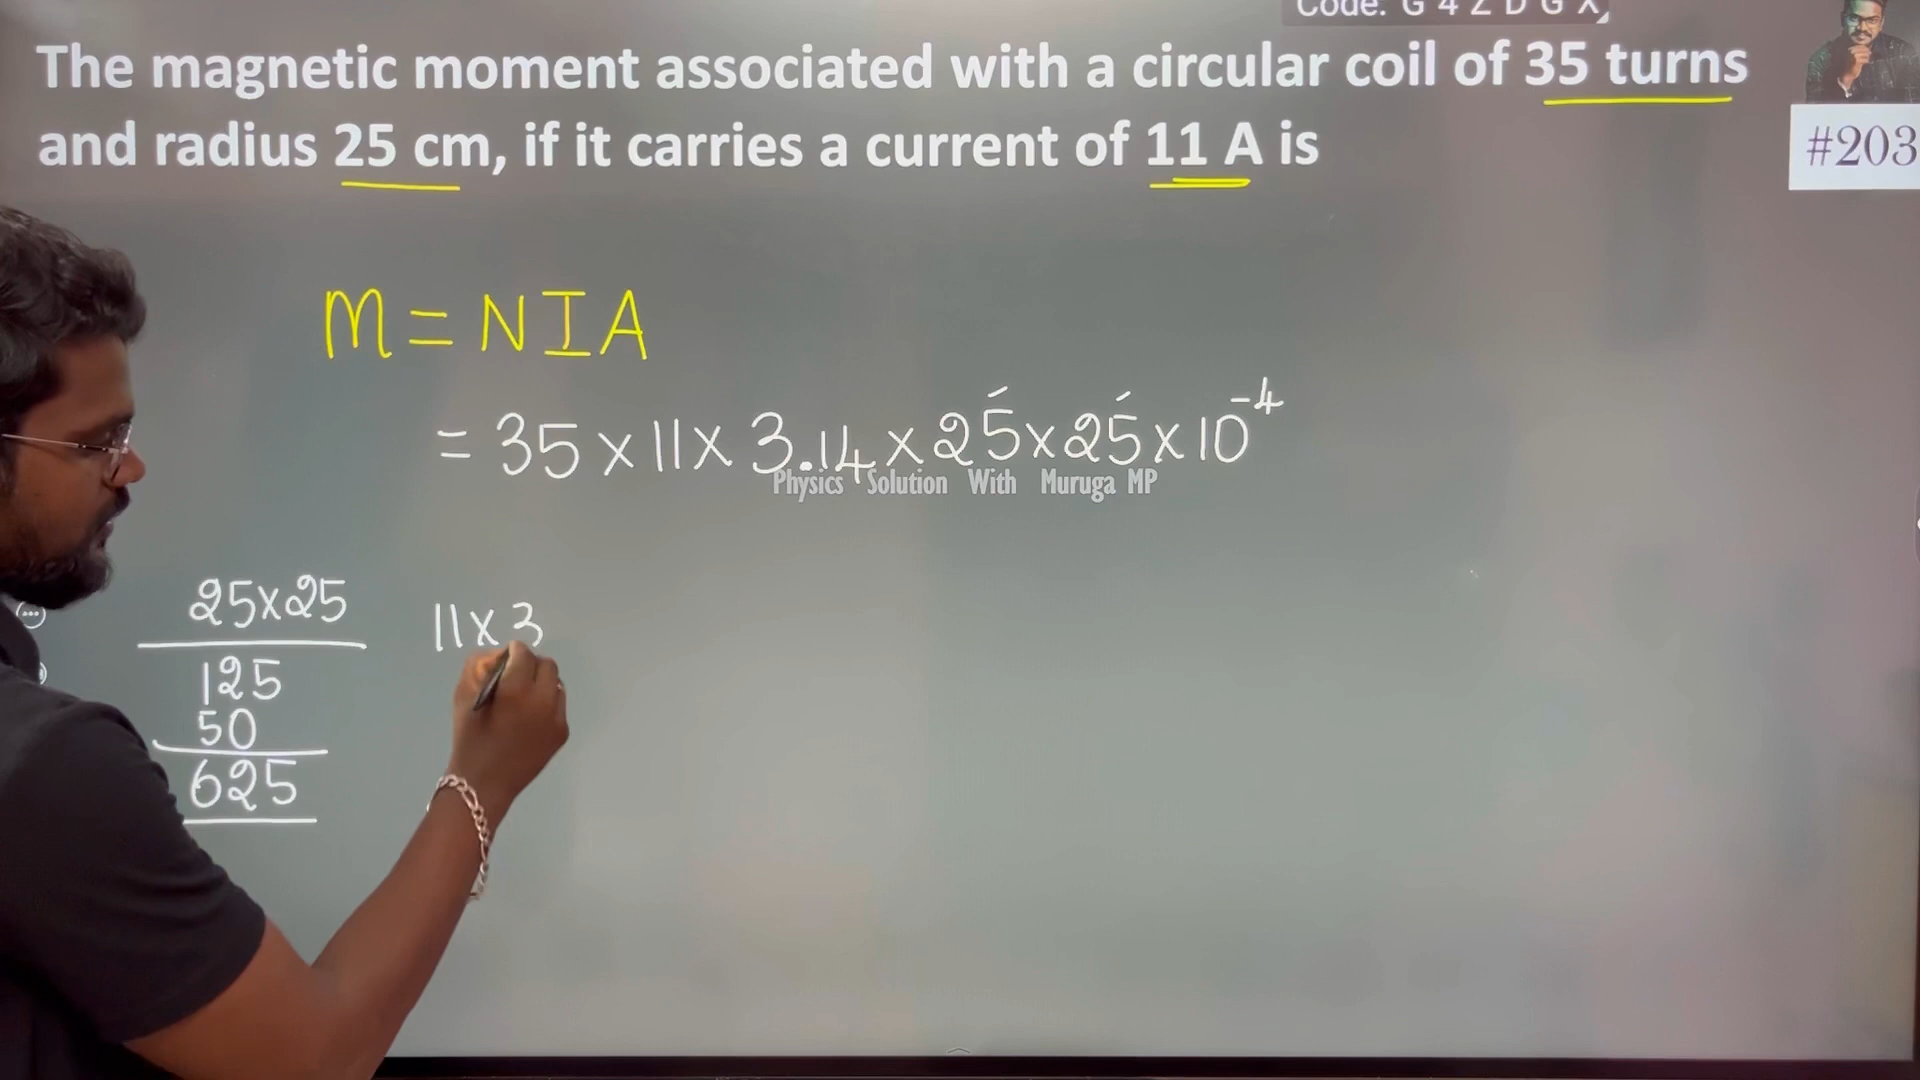 Code: G 4 Z D G X
The magnetic moment associated with a circular coil of 35 turns
and radius 25 cm, if it carries a current of 11 A is
#203
M = NIA
= 35 x 11 x 3.14 x 25 x 25 x 10⁻⁴
Physics Solution With Muruga MP
25x25
125
50
625
11x3